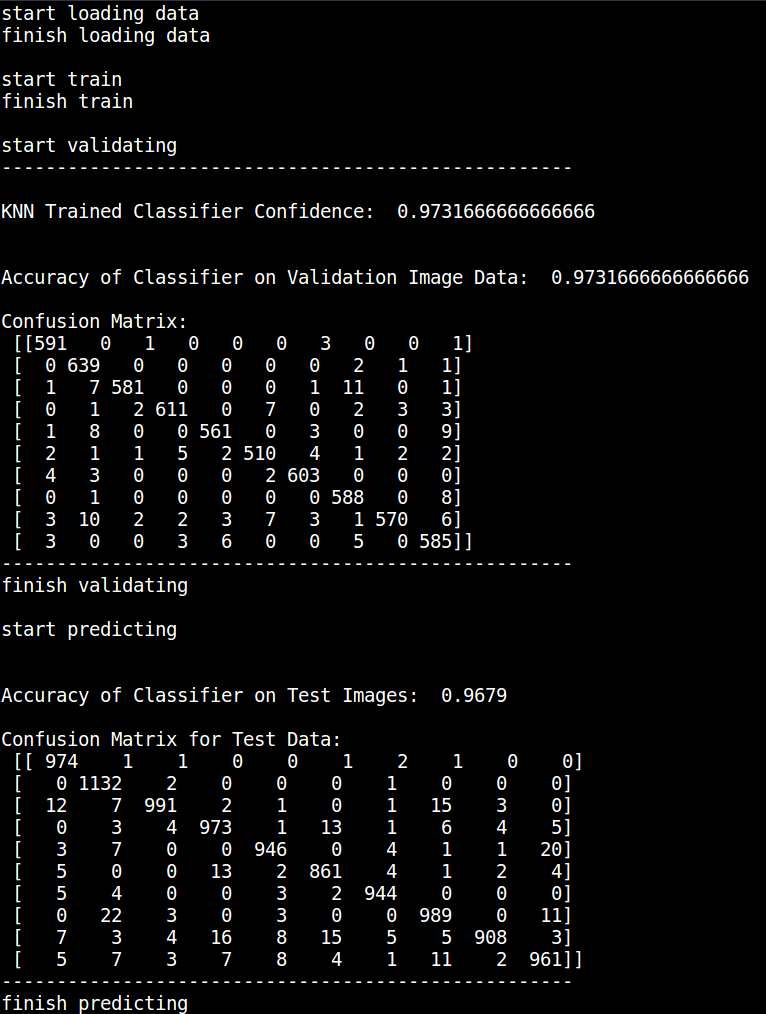 start loading data
finish loading data
start train
finish train
start validating
----------------------------------------------------
KNN Trained Classifier Confidence:  0.9731666666666666
Accuracy of Classifier on Validation Image Data:  0.9731666666666666
Confusion Matrix:
 [[591   0   1   0   0   0   3   0   0   1]
 [  0 639   0   0   0   0   0   2   1   1]
 [  1   7 581   0   0   0   1  11   0   1]
 [  0   1   2 611   0   7   0   2   3   3]
 [  1   8   0   0 561   0   3   0   0   9]
 [  2   1   1   5   2 510   4   1   2   2]
 [  4   3   0   0   0   2 603   0   0   0]
 [  0   1   0   0   0   0   0 588   0   8]
 [  3  10   2   2   3   7   3   1 570   6]
 [  3   0   0   3   6   0   0   5   0 585]]
----------------------------------------------------
finish validating
start predicting
Accuracy of Classifier on Test Images:  0.9679
Confusion Matrix for Test Data:
 [[ 974    1    1    0    0    1    2    1    0    0]
 [   0 1132    2    0    0    0    1    0    0    0]
 [  12    7  991    2    1    0    1   15    3    0]
 [   0    3    4  973    1   13    1    6    4    5]
 [   3    7    0    0  946    0    4    1    1   20]
 [   5    0    0   13    2  861    4    1    2    4]
 [   5    4    0    0    3    2  944    0    0    0]
 [   0   22    3    0    3    0    0  989    0   11]
 [   7    3    4   16    8   15    5    5  908    3]
 [   5    7    3    7    8    4    1   11    2  961]]
----------------------------------------------------
finish predicting